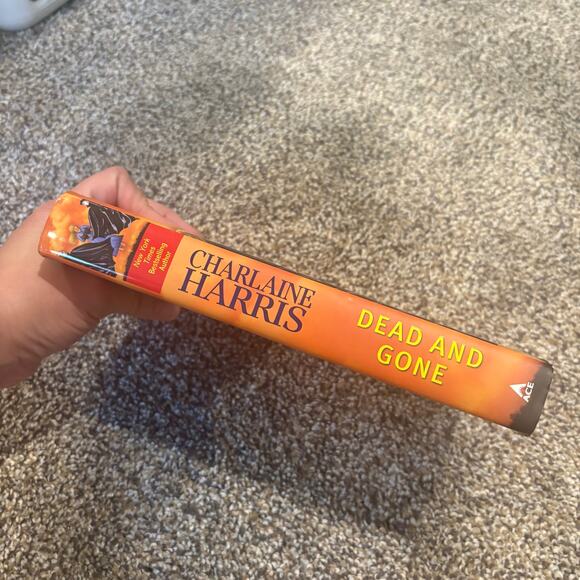 New York
Times
Bestselling
Author
CHARLAINE
HARRIS
DEAD AND
GONE
ACE